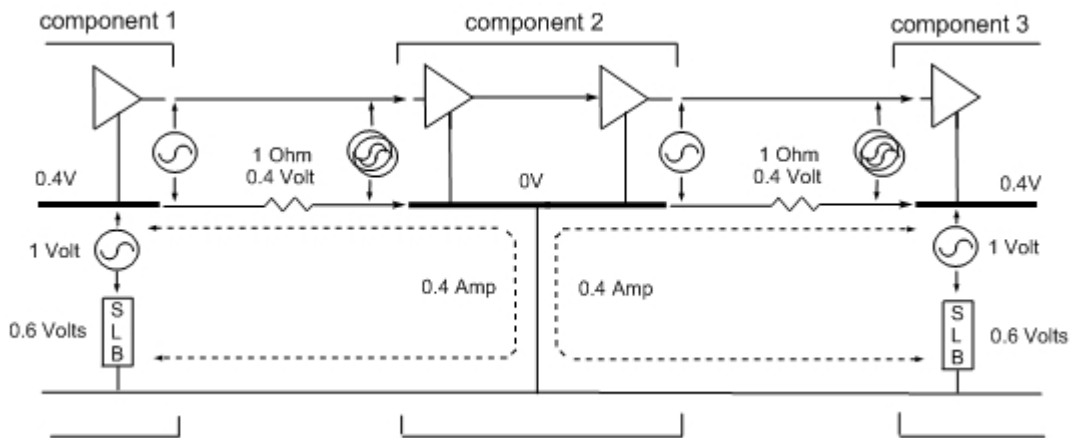 component 1
component 2
component 3
1 Ohm
0.4 Volt
1 Ohm
0.4 Volt
0.4V
0V
0.4V
1 Volt
0.4 Amp
0.4 Amp
1 Volt
0.6 Volts
S
L
B
S
L
B
0.6 Volts